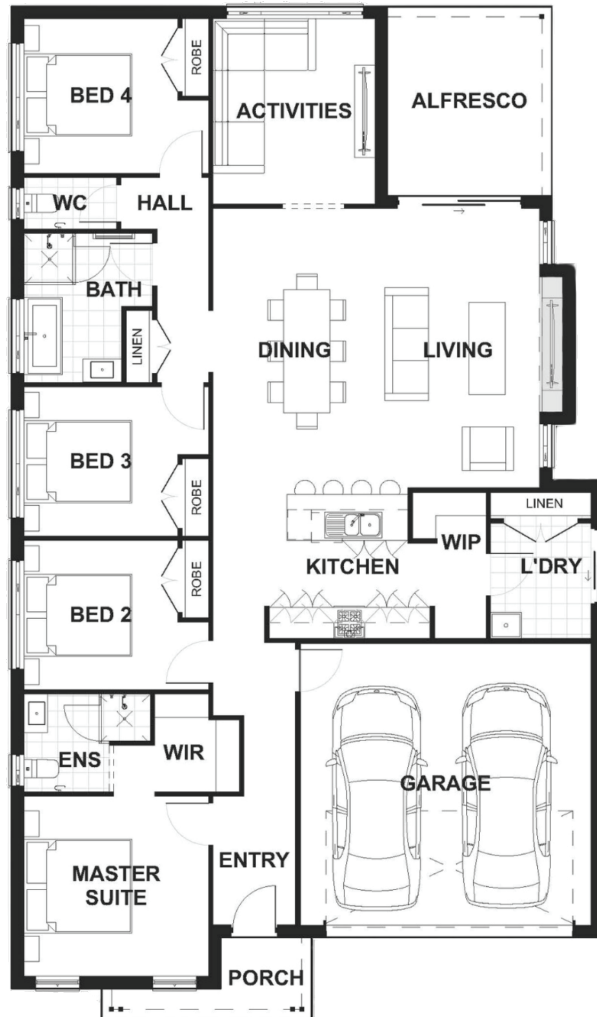 BED 4
ROBE
ACTIVITIES
ALFRESCO
WC
HALL
BATH
LINEN
DINING
LIVING
BED 3
ROBE
LINEN
WIP
L'DRY
KITCHEN
BED 2
ROBE
ENS
WIR
GARAGE
MASTER
SUITE
ENTRY
PORCH